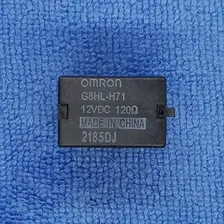 OMRON
G8HL-H71
12VDC 120Ω
MADE IN CHINA
2185DJ